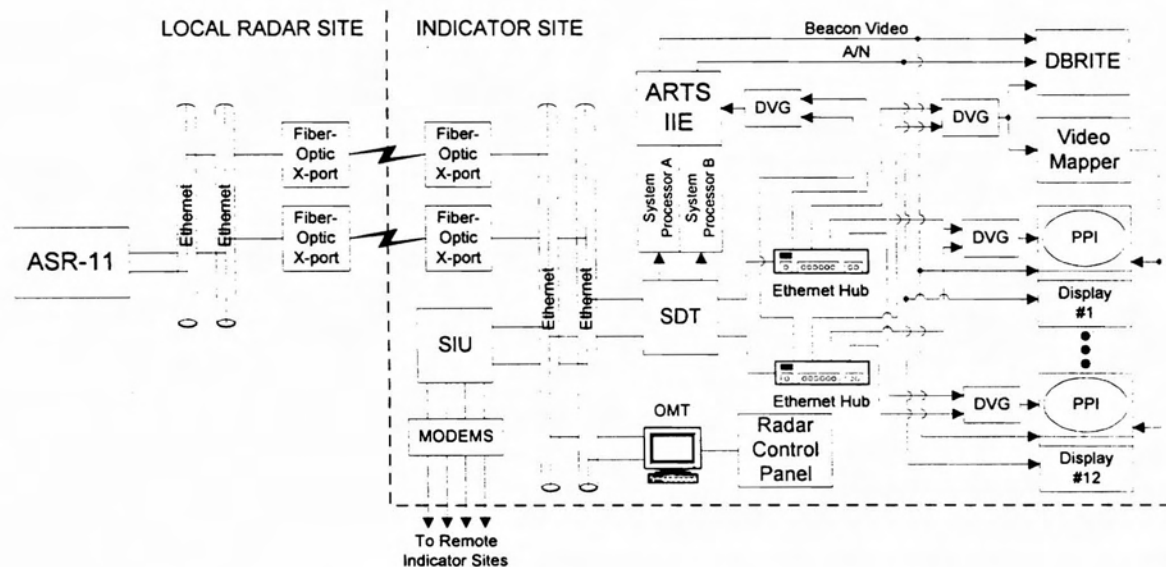 LOCAL RADAR SITE
INDICATOR SITE
Beacon Video
A/N
DBRITE
ARTS
IIE
DVG
DVG
Video
Mapper
Fiber-
Optic
X-port
Fiber-
Optic
X-port
System
Processor A
System
Processor B
Ethernet
Ethernet
Fiber-
Optic
X-port
Fiber-
Optic
X-port
ASR-11
DVG
PPI
Ethernet Hub
Display
#1
Ethernet
Ethernet
SIU
SDT
Ethernet Hub
DVG
PPI
Display
#12
MODEMS
OMT
Radar
Control
Panel
To Remote
Indicator Sites